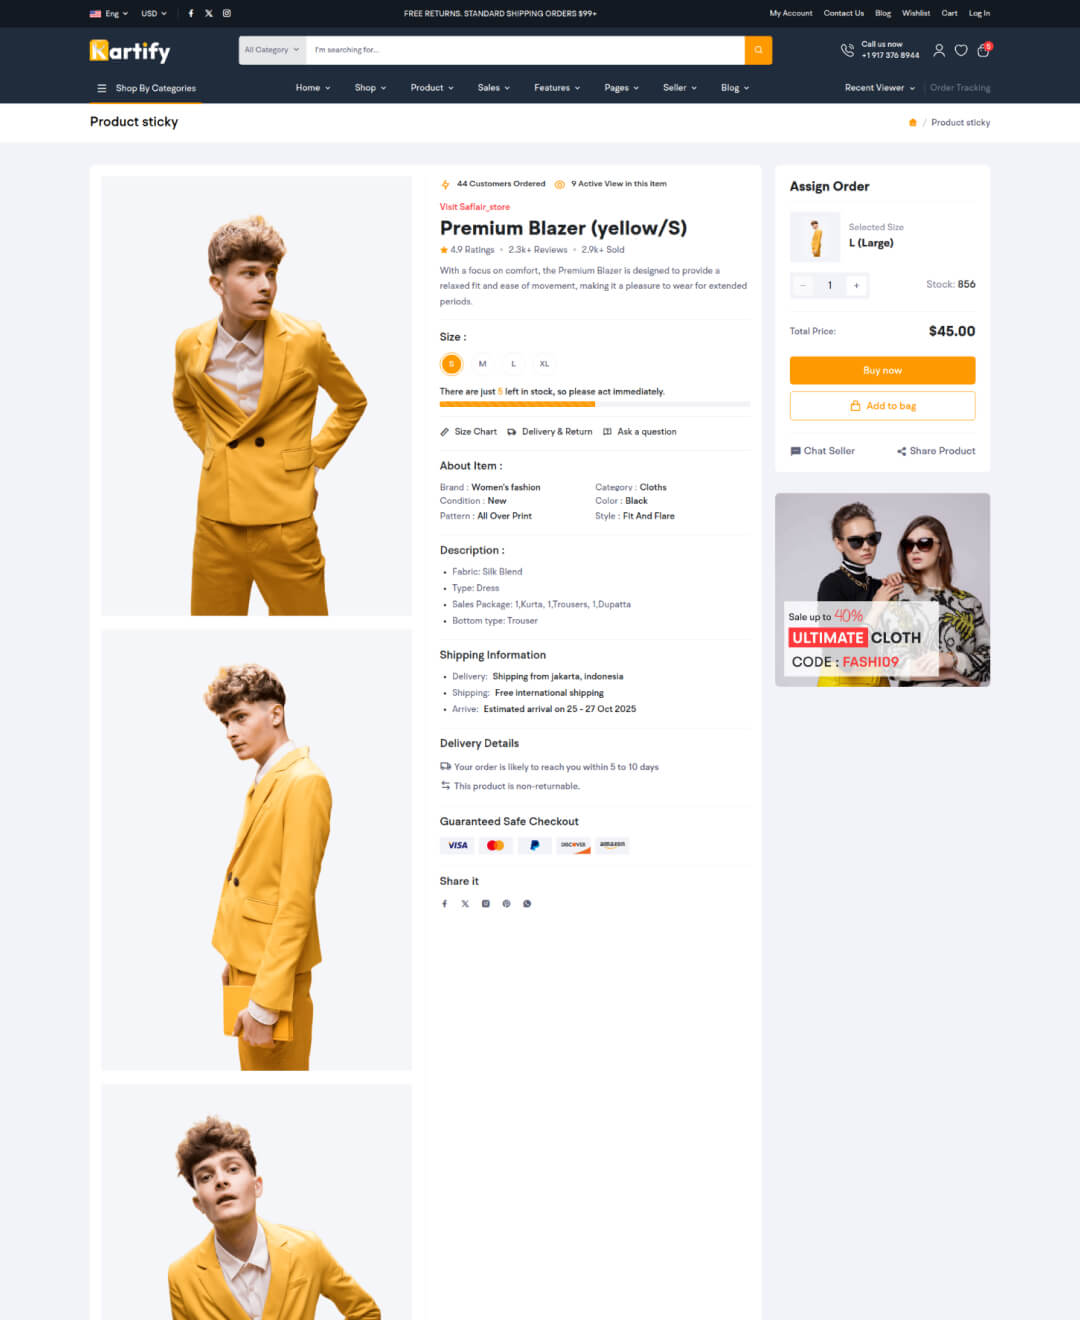 Eng USD FREE RETURNS. STANDARD SHIPPING ORDERS $99+ My Account Contact Us Blog Wishlist Cart Log In
Kartify All Category I'm searching for... Call us now
+1 917 376 8944 5
Shop By Categories Home Shop Product Sales Features Pages Seller Blog Recent Viewer Order Tracking
Product sticky / Product sticky
44 Customers Ordered 9 Active View in this item
Visit Saflair_store
Premium Blazer (yellow/S)
4.9 Ratings • 2.3k+ Reviews • 2.9k+ Sold
With a focus on comfort, the Premium Blazer is designed to provide a
relaxed fit and ease of movement, making it a pleasure to wear for extended
periods.
Size :
S M L XL
There are just 5 left in stock, so please act immediately.
Size Chart Delivery & Return Ask a question
About Item :
Brand : Women's fashion Category : Cloths
Condition : New Color : Black
Pattern : All Over Print Style : Fit And Flare
Description :
• Fabric: Silk Blend
• Type: Dress
• Sales Package: 1,Kurta, 1,Trousers, 1,Dupatta
• Bottom type: Trouser
Shipping Information
• Delivery: Shipping from jakarta, indonesia
• Shipping: Free international shipping
• Arrive: Estimated arrival on 25 - 27 Oct 2025
Delivery Details
Your order is likely to reach you within 5 to 10 days
This product is non-returnable.
Guaranteed Safe Checkout
VISA DISCOVER amazon
Share it
Assign Order
Selected Size
L (Large)
− 1 + Stock: 856
Total Price: $45.00
Buy now
Add to bag
Chat Seller Share Product
Sale up to 40%
ULTIMATE CLOTH
CODE : FASHI09